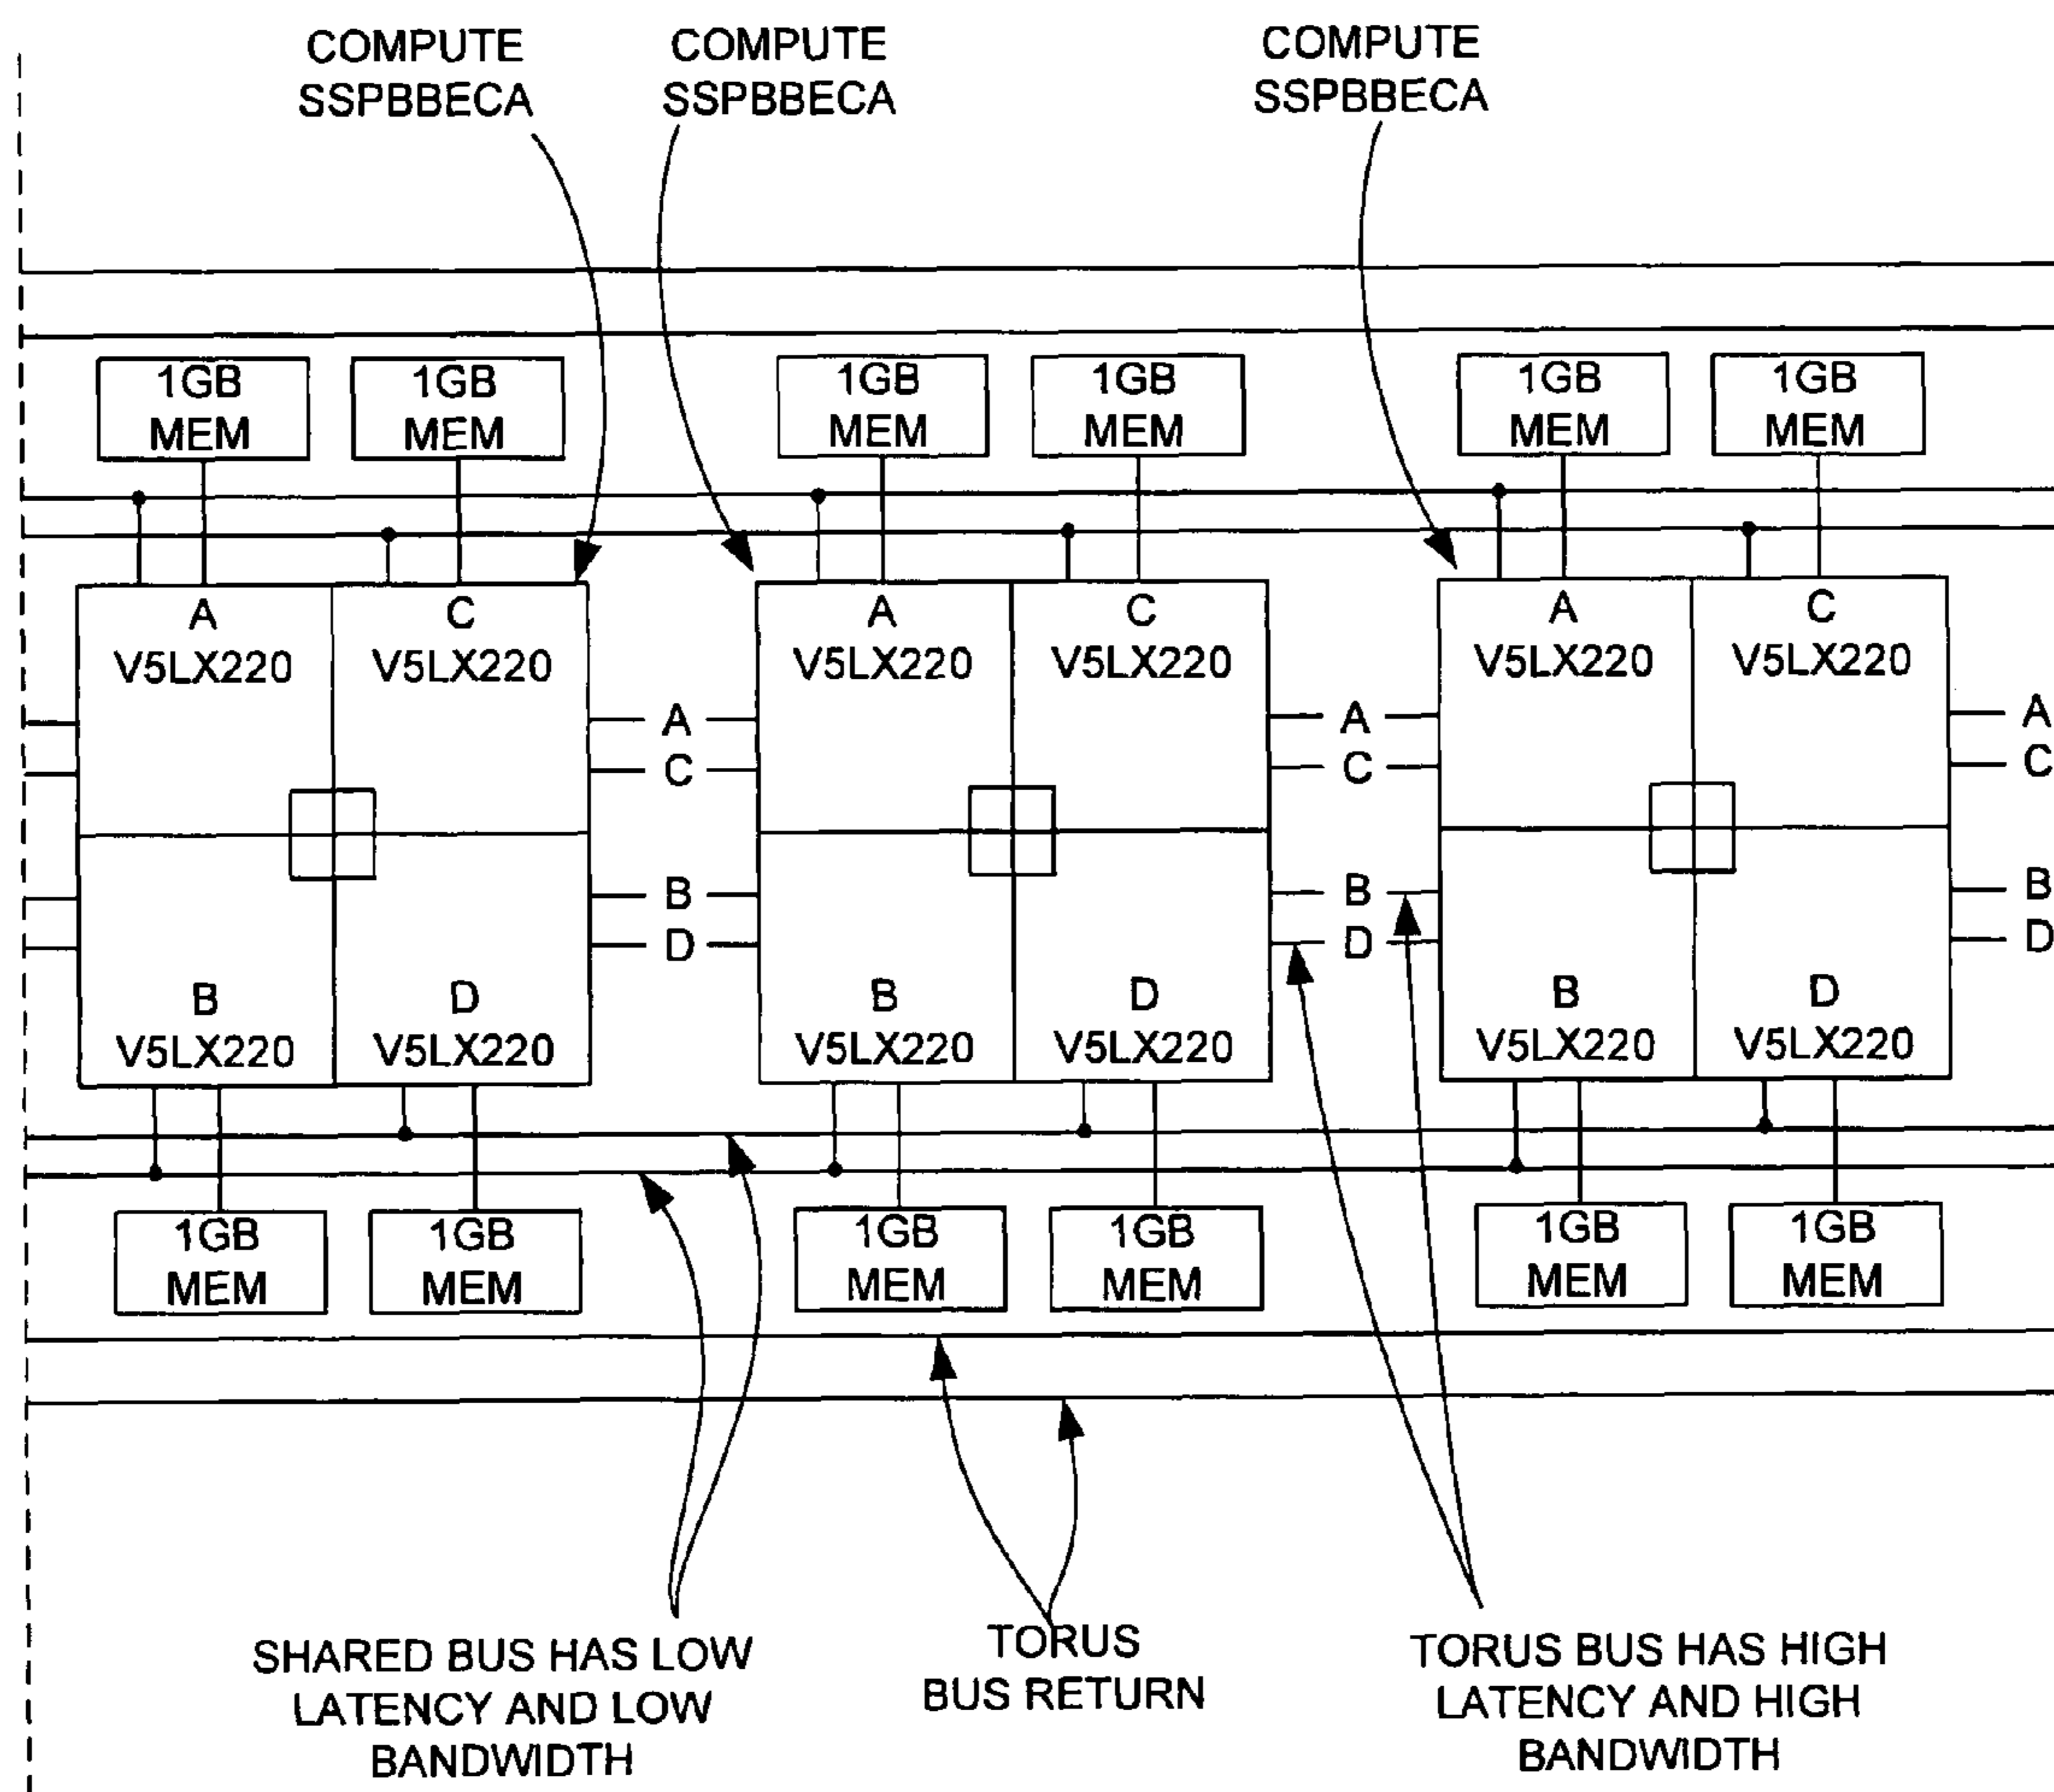 COMPUTE
SSPBBECA
COMPUTE
SSPBBECA
COMPUTE
SSPBBECA
1GB
MEM
1GB
MEM
1GB
MEM
1GB
MEM
1GB
MEM
1GB
MEM
A
V5LX220
C
V5LX220
A
V5LX220
C
V5LX220
A
V5LX220
C
V5LX220
A
C
A
C
A
C
B
D
B
D
B
D
B
V5LX220
D
V5LX220
B
V5LX220
D
V5LX220
B
V5LX220
D
V5LX220
1GB
MEM
1GB
MEM
1GB
MEM
1GB
MEM
1GB
MEM
1GB
MEM
SHARED BUS HAS LOW
LATENCY AND LOW
BANDWIDTH
TORUS
BUS RETURN
TORUS BUS HAS HIGH
LATENCY AND HIGH
BANDWIDTH